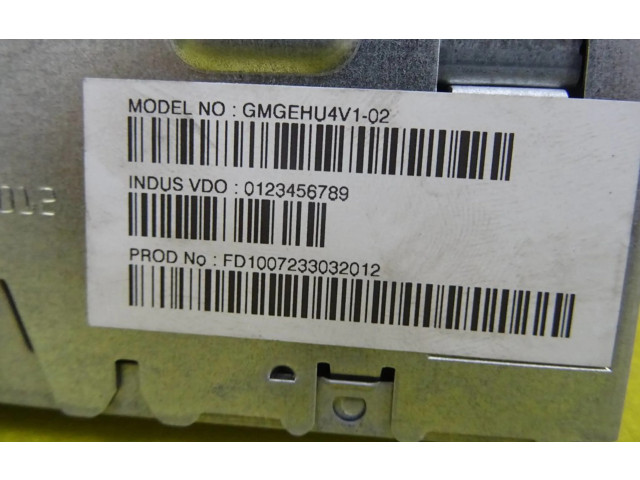 MODEL NO : GMGEHU4V1-02
INDUS VDO : 0123456789
PROD No : FD1007233032012